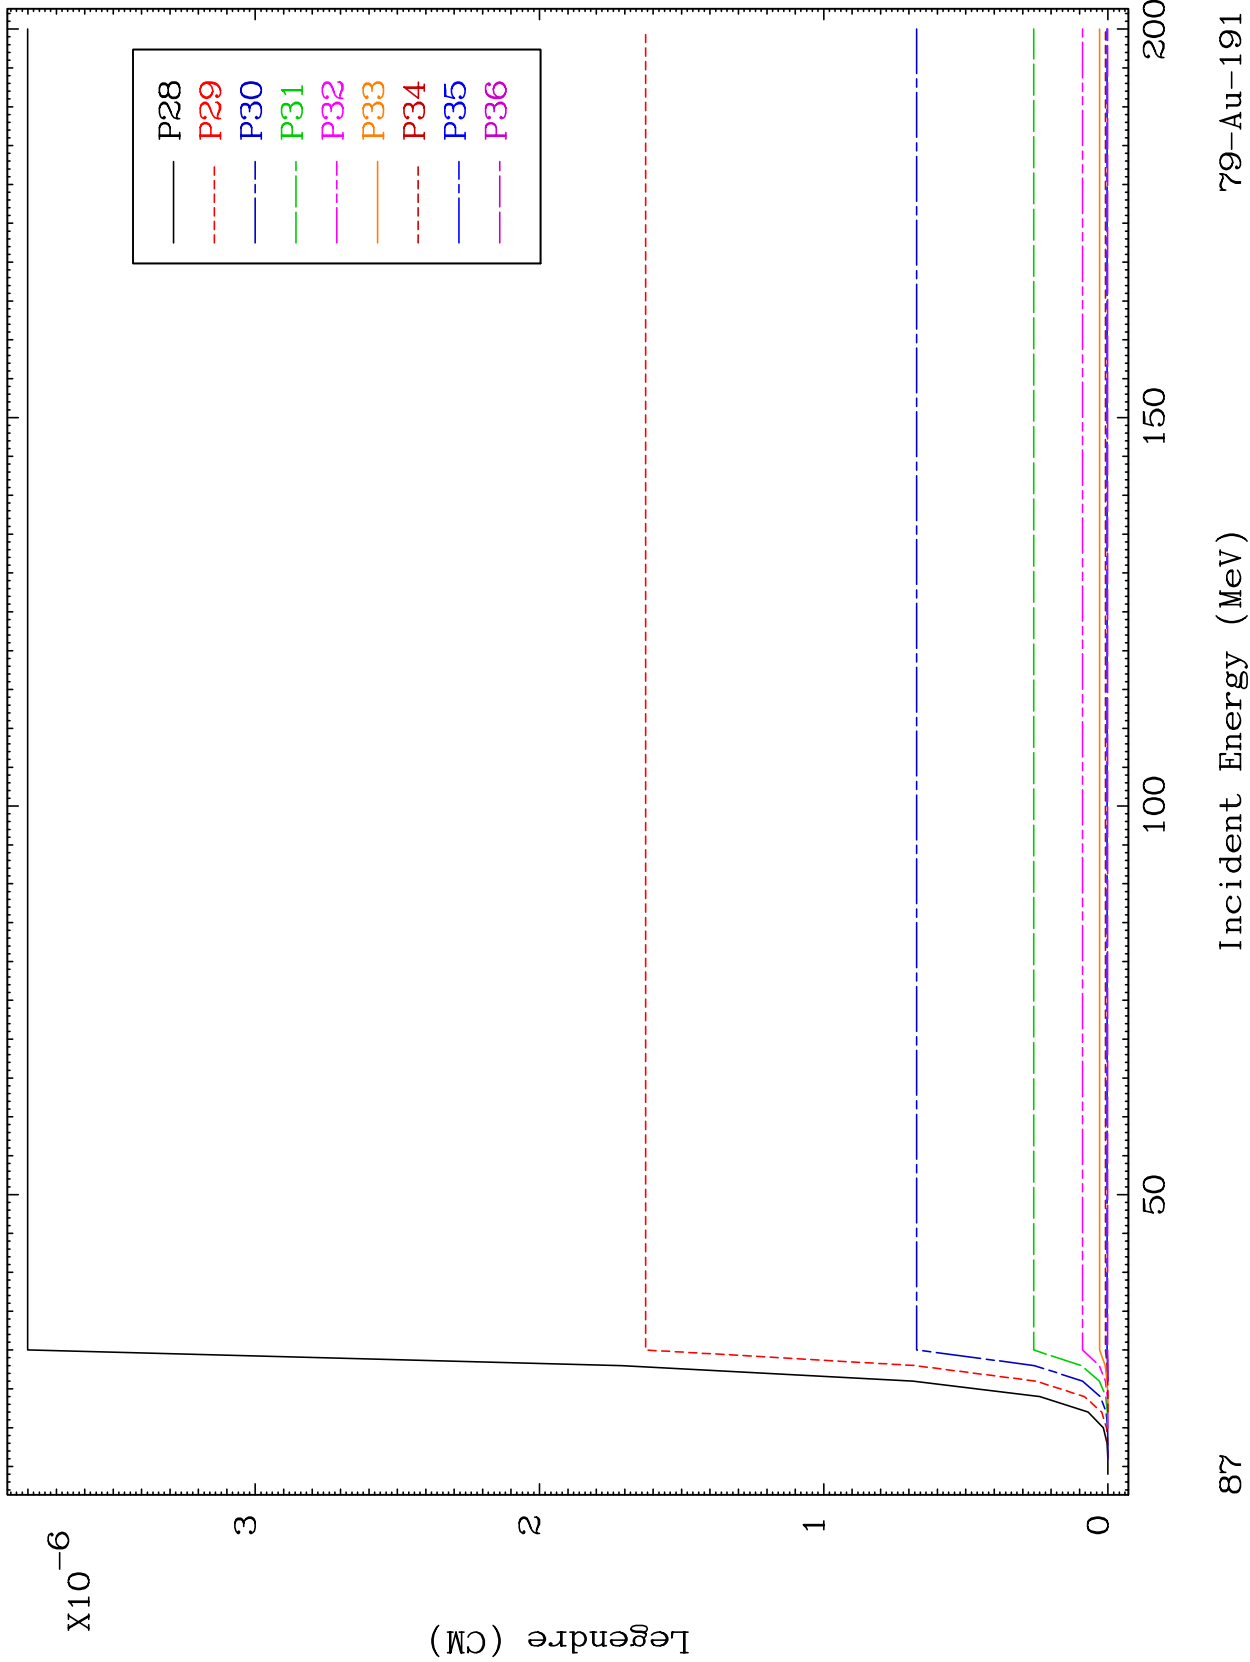 X10-6
Legendre (CM)
3
2
1
0
P28
P29
P30
P31
P32
P33
P34
P35
P36
50
100
150
200
Incident Energy (MeV)
87
79-Au-191